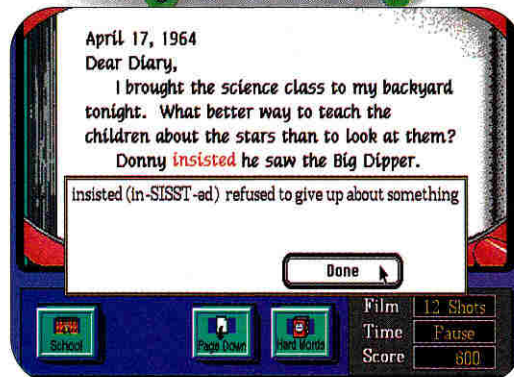 April 17, 1964
Dear Diary,
I brought the science class to my backyard
tonight. What better way to teach the
children about the stars than to look at them?
Donny insisted he saw the Big Dipper.
insisted (in-SISST-ed) refused to give up about something
Done
School
Page Down
Hard Words
Film 12 Shots
Time Pause
Score 600